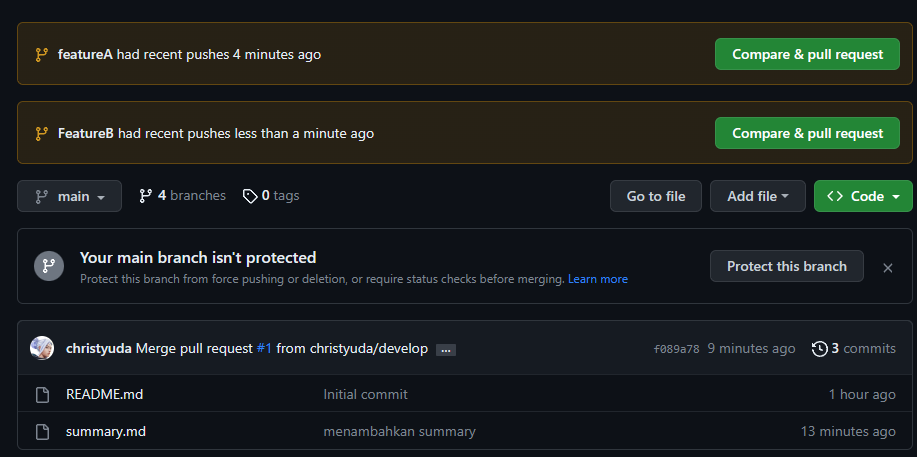 featureA had recent pushes 4 minutes ago Compare & pull request
FeatureB had recent pushes less than a minute ago Compare & pull request
main 4 branches 0 tags Go to file Add file Code
Your main branch isn't protected
Protect this branch from force pushing or deletion, or require status checks before merging. Learn more Protect this branch
christyuda Merge pull request #1 from christyuda/develop ... f089a78 9 minutes ago 3 commits
README.md Initial commit 1 hour ago
summary.md menambahkan summary 13 minutes ago